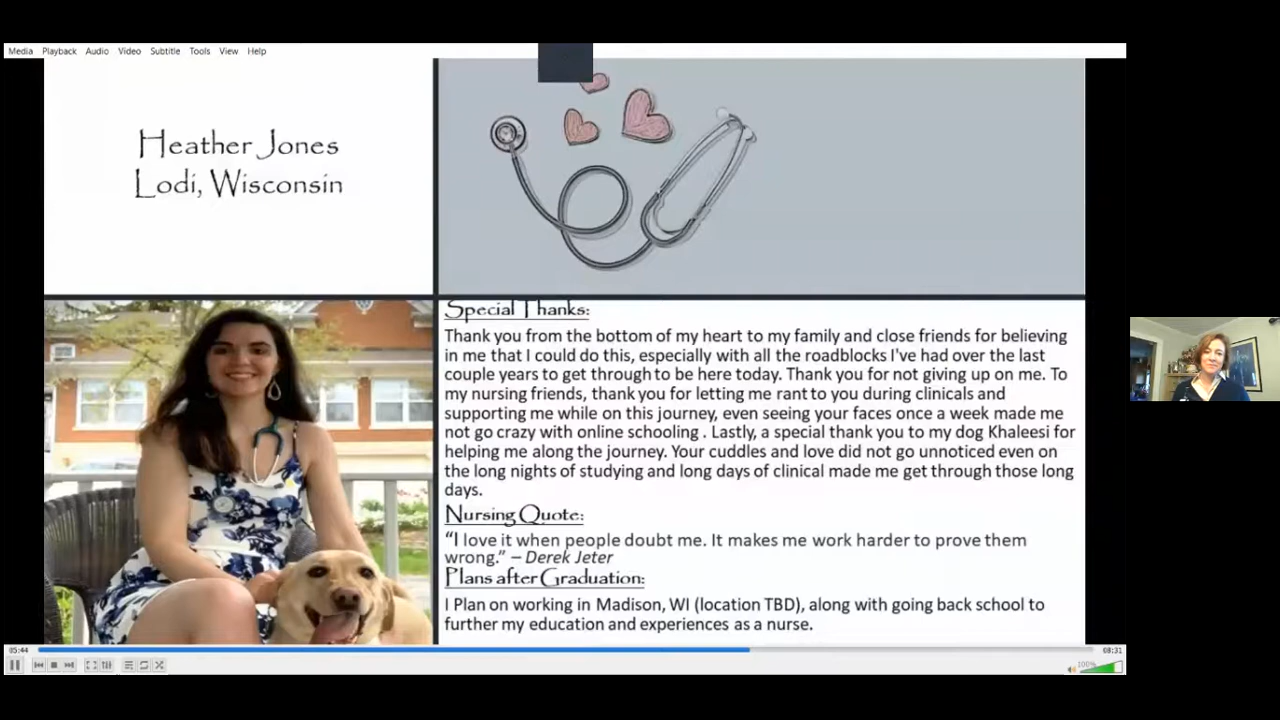 Media Playback Audio Video Subtitle Tools View Help
Heather Jones
Lodi, Wisconsin
Special Thanks:
Thank you from the bottom of my heart to my family and close friends for believing
in me that I could do this, especially with all the roadblocks I've had over the last
couple years to get through to be here today. Thank you for not giving up on me. To
my nursing friends, thank you for letting me rant to you during clinicals and
supporting me while on this journey, even seeing your faces once a week made me
not go crazy with online schooling . Lastly, a special thank you to my dog Khaleesi for
helping me along the journey. Your cuddles and love did not go unnoticed even on
the long nights of studying and long days of clinical made me get through those long
days.
Nursing Quote:
“I love it when people doubt me. It makes me work harder to prove them
wrong.” – Derek Jeter
Plans after Graduation:
I Plan on working in Madison, WI (location TBD), along with going back school to
further my education and experiences as a nurse.
05:44
08:31
100%